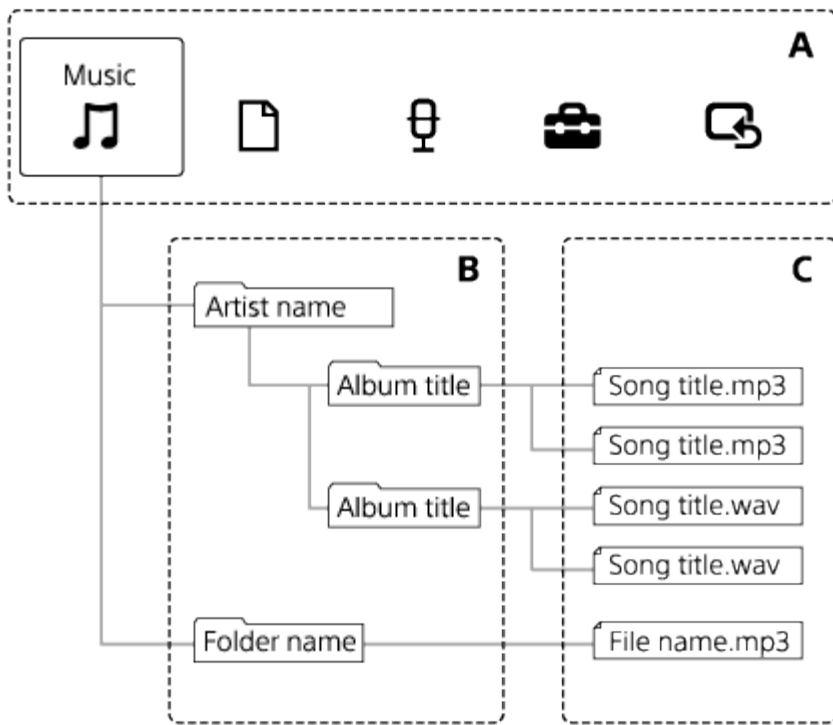 A
Music
B
C
Artist name
Album title
Song title.mp3
Song title.mp3
Album title
Song title.wav
Song title.wav
Folder name
File name.mp3